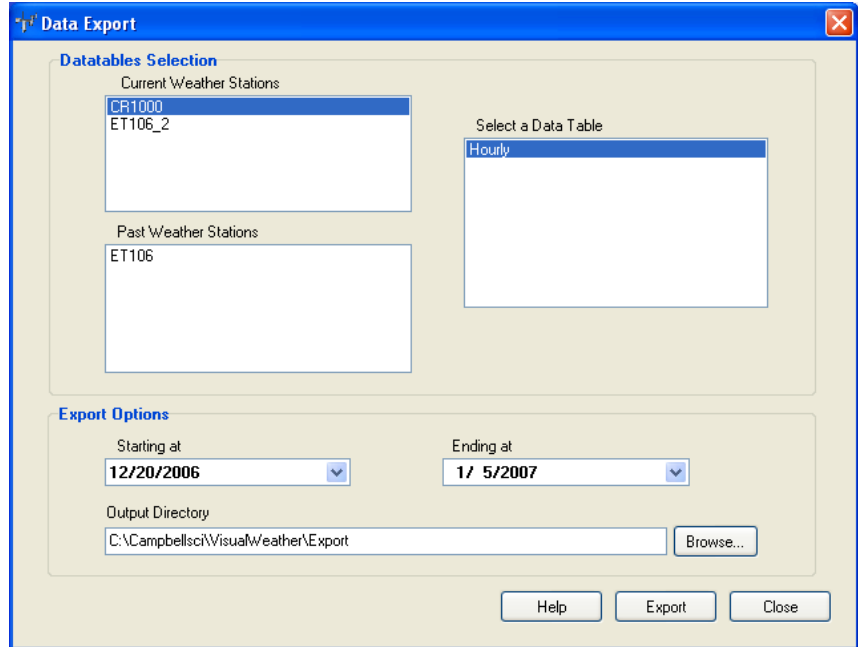 Data Export
Datatables Selection
Current Weather Stations
CR1000
ET106_2
Select a Data Table
Hourly
Past Weather Stations
ET106
Export Options
Starting at
Ending at
12/20/2006
1/ 5/2007
Output Directory
C:\Campbellsci\VisualWeather\Export
Browse...
Help
Export
Close